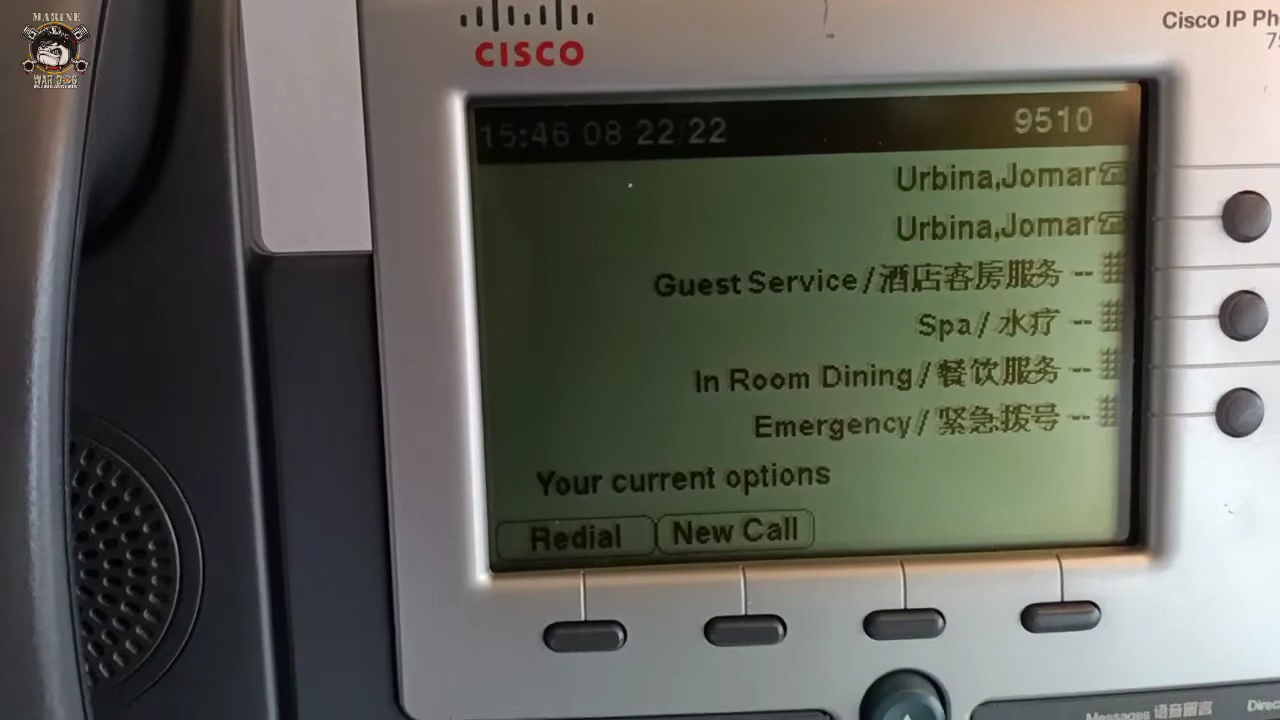 MARINE
WAR DOG
CISCO
Cisco IP Ph
15:46 08 22/22 9510
Urbina,Jomar
Urbina,Jomar
Guest Service / 酒店客房服务 --
Spa / 水疗 --
In Room Dining / 餐饮服务 --
Emergency / 紧急拨号 --
Your current options
Redial New Call
Messages 语音留言 Direc